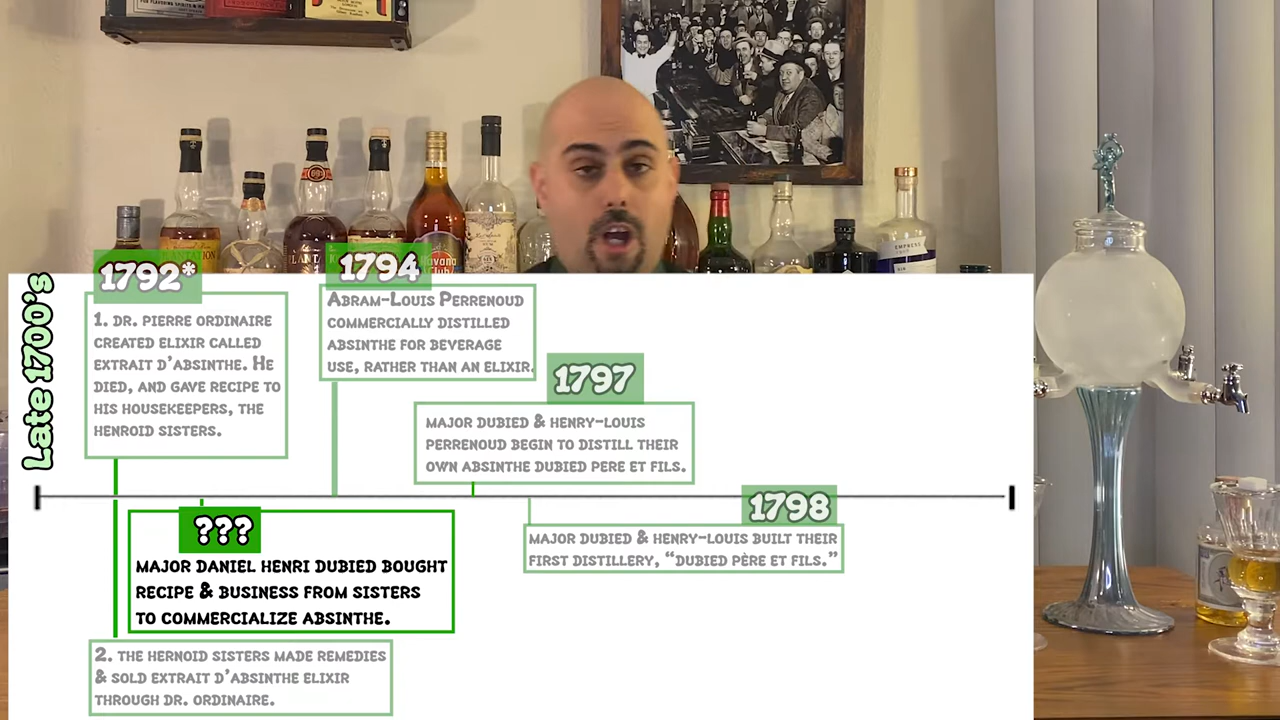 Late 1700's
1792*
1. DR. PIERRE ORDINAIRE
CREATED ELIXIR CALLED
EXTRAIT D'ABSINTHE. HE
DIED, AND GAVE RECIPE TO
HIS HOUSEKEEPERS, THE
HENROID SISTERS.
1794
ABRAM-LOUIS PERRENOUD
COMMERCIALLY DISTILLED
ABSINTHE FOR BEVERAGE
USE, RATHER THAN AN ELIXIR.
1797
MAJOR DUBIED & HENRY-LOUIS
PERRENOUD BEGIN TO DISTILL THEIR
OWN ABSINTHE DUBIED PERE ET FILS.
1798
MAJOR DUBIED & HENRY-LOUIS BUILT THEIR
FIRST DISTILLERY, "DUBIED PÈRE ET FILS."
???
MAJOR DANIEL HENRI DUBIED BOUGHT
RECIPE & BUSINESS FROM SISTERS
TO COMMERCIALIZE ABSINTHE.
2. THE HERNOID SISTERS MADE REMEDIES
& SOLD EXTRAIT D'ABSINTHE ELIXIR
THROUGH DR. ORDINAIRE.
EMPRESS